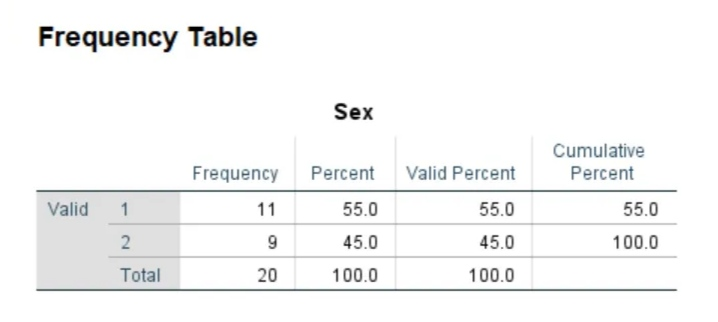 Frequency Table
Sex
Frequency Percent Valid Percent Cumulative Percent
Valid 1 11 55.0 55.0 55.0
2 9 45.0 45.0 100.0
Total 20 100.0 100.0